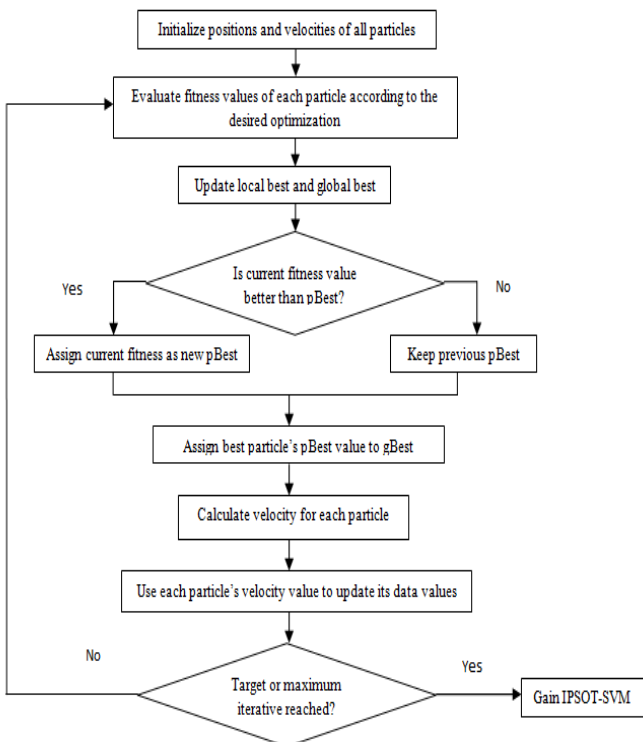 Initialize positions and velocities of all particles
Evaluate fitness values of each particle according to the
desired optimization
Update local best and global best
Is current fitness value
better than pBest?
Yes
No
Assign current fitness as new pBest
Keep previous pBest
Assign best particle's pBest value to gBest
Calculate velocity for each particle
Use each particle's velocity value to update its data values
No
Target or maximum
iterative reached?
Yes
Gain IPSOT-SVM